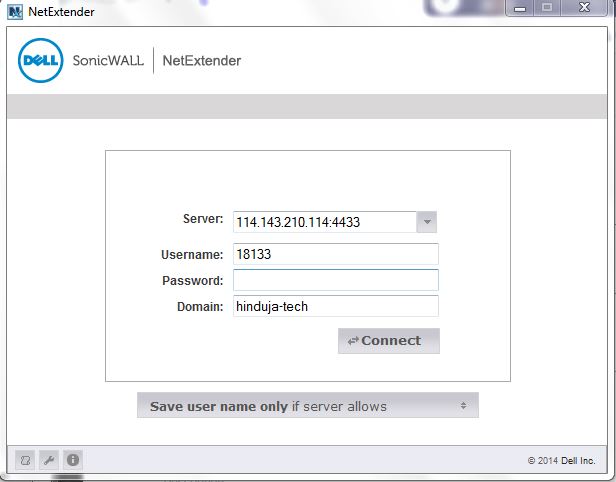 NetExtender
DELL SonicWALL NetExtender
Server: 114.143.210.114:4433
Username: 18133
Password:
Domain: hinduja-tech
Connect
Save user name only if server allows
© 2014 Dell Inc.